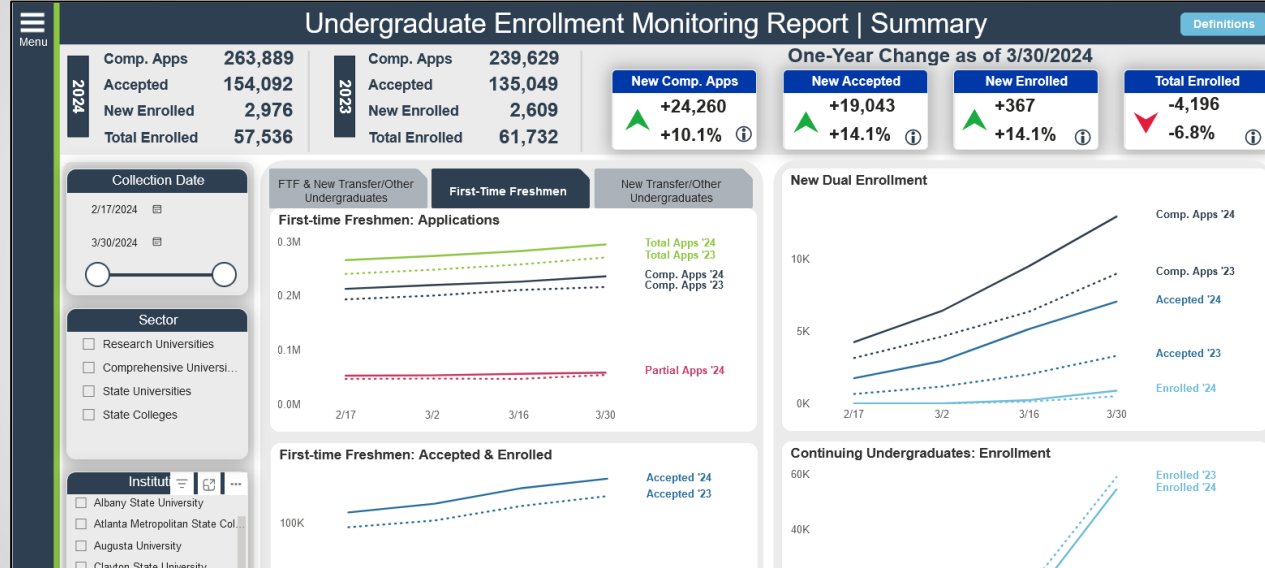 Menu
Undergraduate Enrollment Monitoring Report | Summary
Definitions
2024
Comp. Apps 263,889
Accepted 154,092
New Enrolled 2,976
Total Enrolled 57,536
2023
Comp. Apps 239,629
Accepted 135,049
New Enrolled 2,609
Total Enrolled 61,732
One-Year Change as of 3/30/2024
New Comp. Apps
+24,260
+10.1%
New Accepted
+19,043
+14.1%
New Enrolled
+367
+14.1%
Total Enrolled
-4,196
-6.8%
Collection Date
2/17/2024
3/30/2024
Sector
Research Universities
Comprehensive Universi...
State Universities
State Colleges
Instituti
Albany State University
Atlanta Metropolitan State Col...
Augusta University
Clayton State University
FTF & New Transfer/Other
Undergraduates
First-Time Freshmen
New Transfer/Other
Undergraduates
First-time Freshmen: Applications
0.3M
0.2M
0.1M
0.0M
2/17 3/2 3/16 3/30
Total Apps '24
Total Apps '23
Comp. Apps '24
Comp. Apps '23
Partial Apps '24
First-time Freshmen: Accepted & Enrolled
100K
Accepted '24
Accepted '23
New Dual Enrollment
10K
5K
0K
2/17 3/2 3/16 3/30
Comp. Apps '24
Comp. Apps '23
Accepted '24
Accepted '23
Enrolled '24
Continuing Undergraduates: Enrollment
60K
40K
Enrolled '23
Enrolled '24